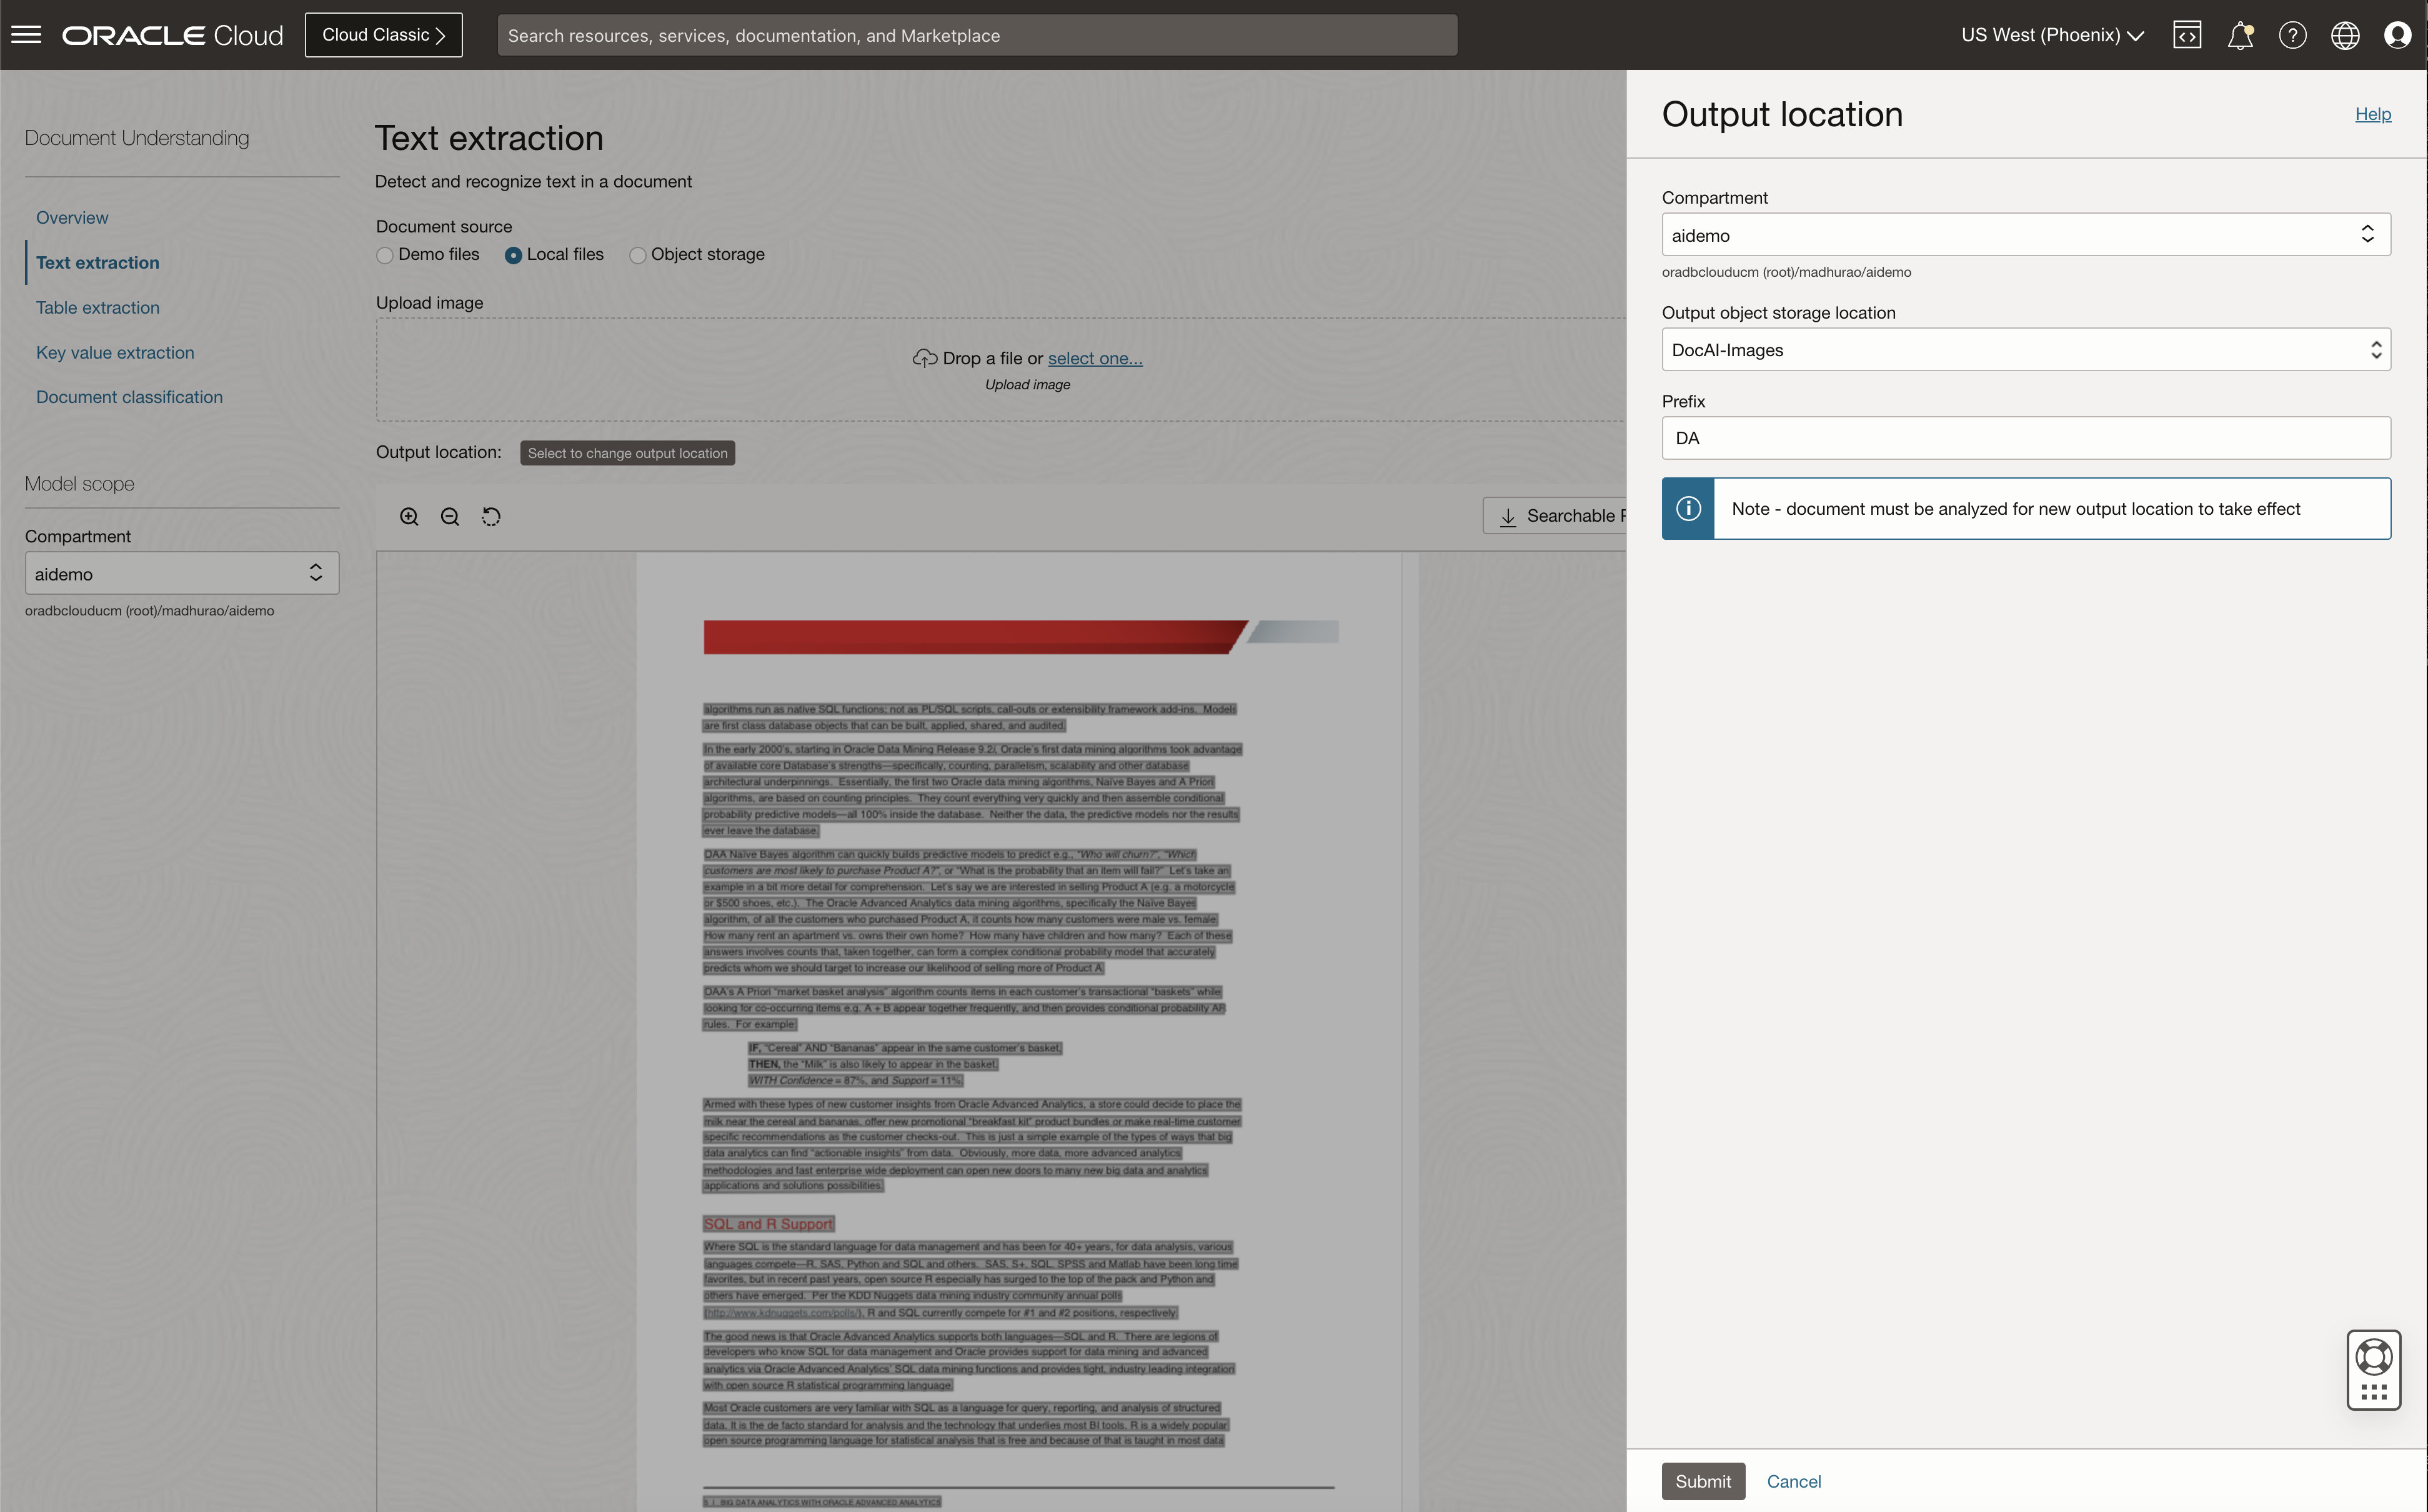 ORACLE Cloud
Cloud Classic
Search resources, services, documentation, and Marketplace
US West (Phoenix)
Document Understanding
Overview
Text extraction
Table extraction
Key value extraction
Document classification
Model scope
Compartment
aidemo
oradbclouducm (root)/madhurao/aidemo
Text extraction
Detect and recognize text in a document
Document source
Demo files Local files Object storage
Upload image
Drop a file or select one...
Upload image
Output location: Select to change output location
Searchable P
algorithms run as native SQL functions; not as PL/SQL scripts, call-outs or extensibility framework add-ins. Models
are first class database objects that can be built, applied, shared, and audited.
In the early 2000's, starting in Oracle Data Mining Release 9.2i, Oracle's first data mining algorithms took advantage
of available core Database's strengths—specifically, counting, parallelism, scalability and other database
architectural underpinnings. Essentially, the first two Oracle data mining algorithms, Naïve Bayes and A Priori
algorithms, are based on counting principles. They count everything very quickly and then assemble conditional
probability predictive models—all 100% inside the database. Neither the data, the predictive models nor the results
ever leave the database.
OAA Naïve Bayes algorithm can quickly builds predictive models to predict e.g., "Who will churn?", "Which
customers are most likely to purchase Product A?", or "What is the probability that an item will fail?" Let's take an
example in a bit more detail for comprehension. Let's say we are interested in selling Product A (e.g. a motorcycle
or $500 shoes, etc.). The Oracle Advanced Analytics data mining algorithms, specifically the Naïve Bayes
algorithm, of all the customers who purchased Product A, it counts how many customers were male vs. female.
How many rent an apartment vs. owns their own home? How many have children and how many? Each of these
answers involves counts that, taken together, can form a complex conditional probability model that accurately
predicts whom we should target to increase our likelihood of selling more of Product A.
OAA's A Priori "market basket analysis" algorithm counts items in each customer's transactional "baskets" while
looking for co-occurring items e.g. A + B appear together frequently, and then provides conditional probability AR
rules. For example:
IF, "Cereal" AND "Bananas" appear in the same customer's basket,
THEN, the "Milk" is also likely to appear in the basket.
WITH Confidence = 87%, and Support = 11%.
Armed with these types of new customer insights from Oracle Advanced Analytics, a store could decide to place the
milk near the cereal and bananas, offer new promotional "breakfast kit" product bundles or make real-time customer
specific recommendations as the customer checks-out. This is just a simple example of the types of ways that big
data analytics can find "actionable insights" from data. Obviously, more data, more advanced analytics
methodologies and fast enterprise wide deployment can open new doors to many new big data and analytics
applications and solutions possibilities.
SQL and R Support
Where SQL is the standard language for data management and has been for 40+ years, for data analysis, various
languages compete—R, SAS, Python and SQL and others. SAS, S+, SQL, SPSS and Matlab have been long time
favorites, but in recent past years, open source R especially has surged to the top of the pack and Python and
others have emerged. Per the KDD Nuggets data mining industry community annual polls
(http://www.kdnuggets.com/polls/), R and SQL currently compete for #1 and #2 positions, respectively.
The good news is that Oracle Advanced Analytics supports both languages—SQL and R. There are legions of
developers who know SQL for data management and Oracle provides support for data mining and advanced
analytics via Oracle Advanced Analytics' SQL data mining functions and provides tight, industry leading integration
with open source R statistical programming language.
Most Oracle customers are very familiar with SQL as a language for query, reporting, and analysis of structured
data. It is the de facto standard for analysis and the technology that underlies most BI tools. R is a widely popular
open source programming language for statistical analysis that is free and because of that is taught in most data
BIG DATA ANALYTICS WITH ORACLE ADVANCED ANALYTICS
Output location
Help
Compartment
aidemo
oradbclouducm (root)/madhurao/aidemo
Output object storage location
DocAI-Images
Prefix
DA
Note - document must be analyzed for new output location to take effect
Submit Cancel